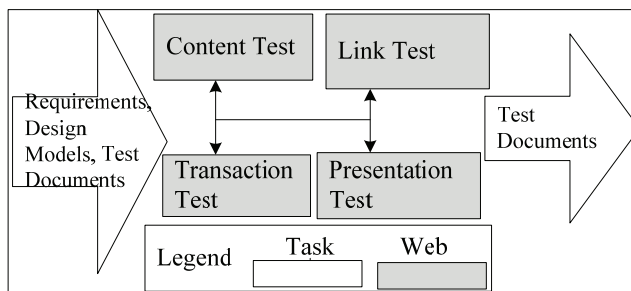 Content Test
Link Test
Requirements,
Design
Models, Test
Documents
Test
Documents
Transaction
Test
Presentation
Test
Legend
Task
Web